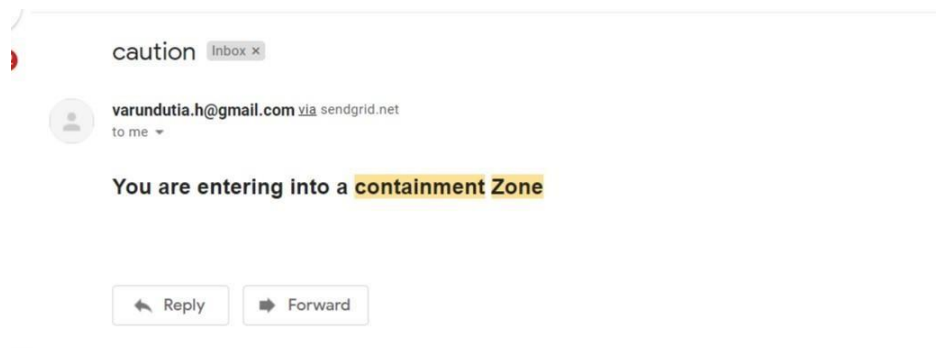 caution Inbox ×
varundutia.h@gmail.com via sendgrid.net
to me
You are entering into a containment Zone
Reply Forward